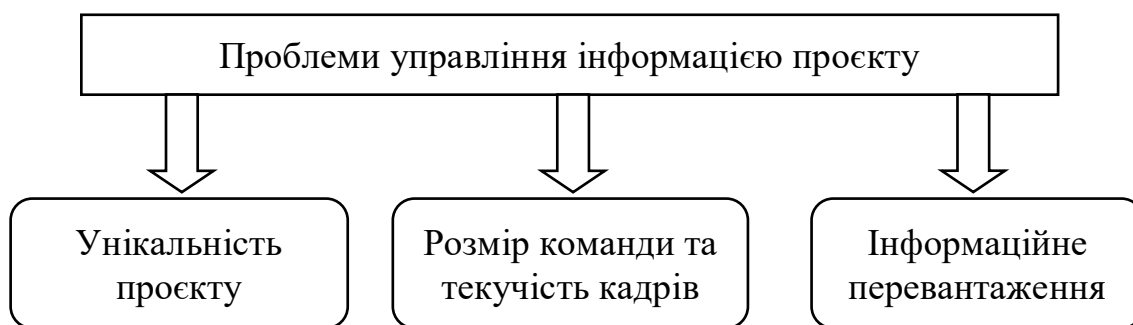 Проблеми управління інформацією проєкту
Унікальність
проєкту
Розмір команди та
текучість кадрів
Інформаційне
перевантаження